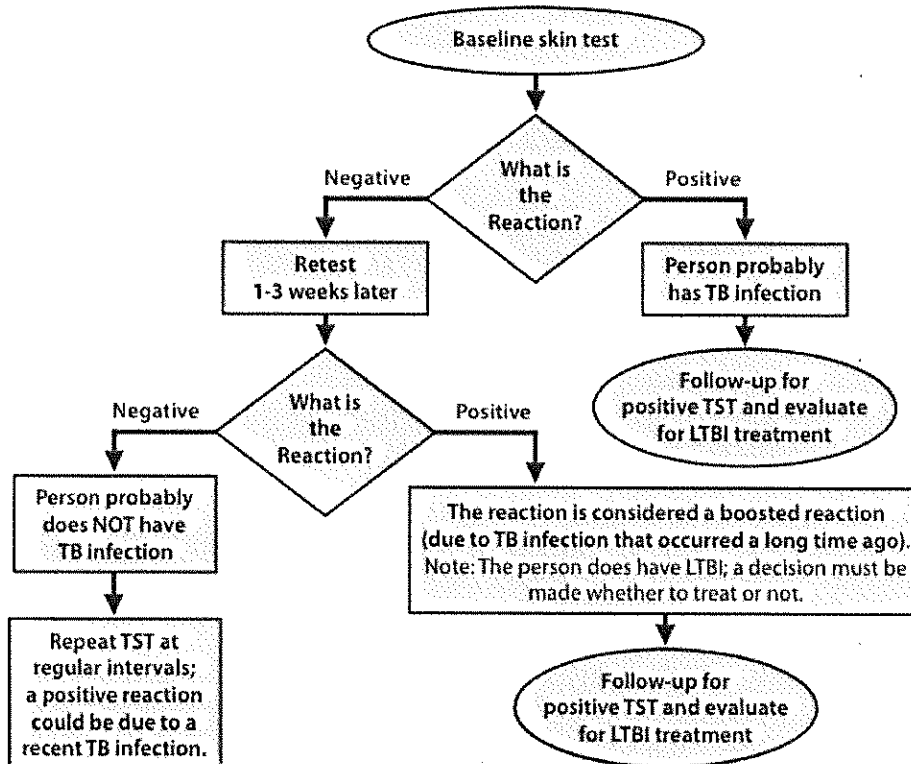 Baseline skin test
What is
the
Reaction?
Negative
Positive
Retest
1-3 weeks later
Person probably
has TB infection
Follow-up for
positive TST and evaluate
for LTBI treatment
What is
the
Reaction?
Negative
Positive
Person probably
does NOT have
TB infection
The reaction is considered a boosted reaction
(due to TB infection that occurred a long time ago).
Note: The person does have LTBI; a decision must be
made whether to treat or not.
Repeat TST at
regular intervals;
a positive reaction
could be due to a
recent TB infection.
Follow-up for
positive TST and evaluate
for LTBI treatment